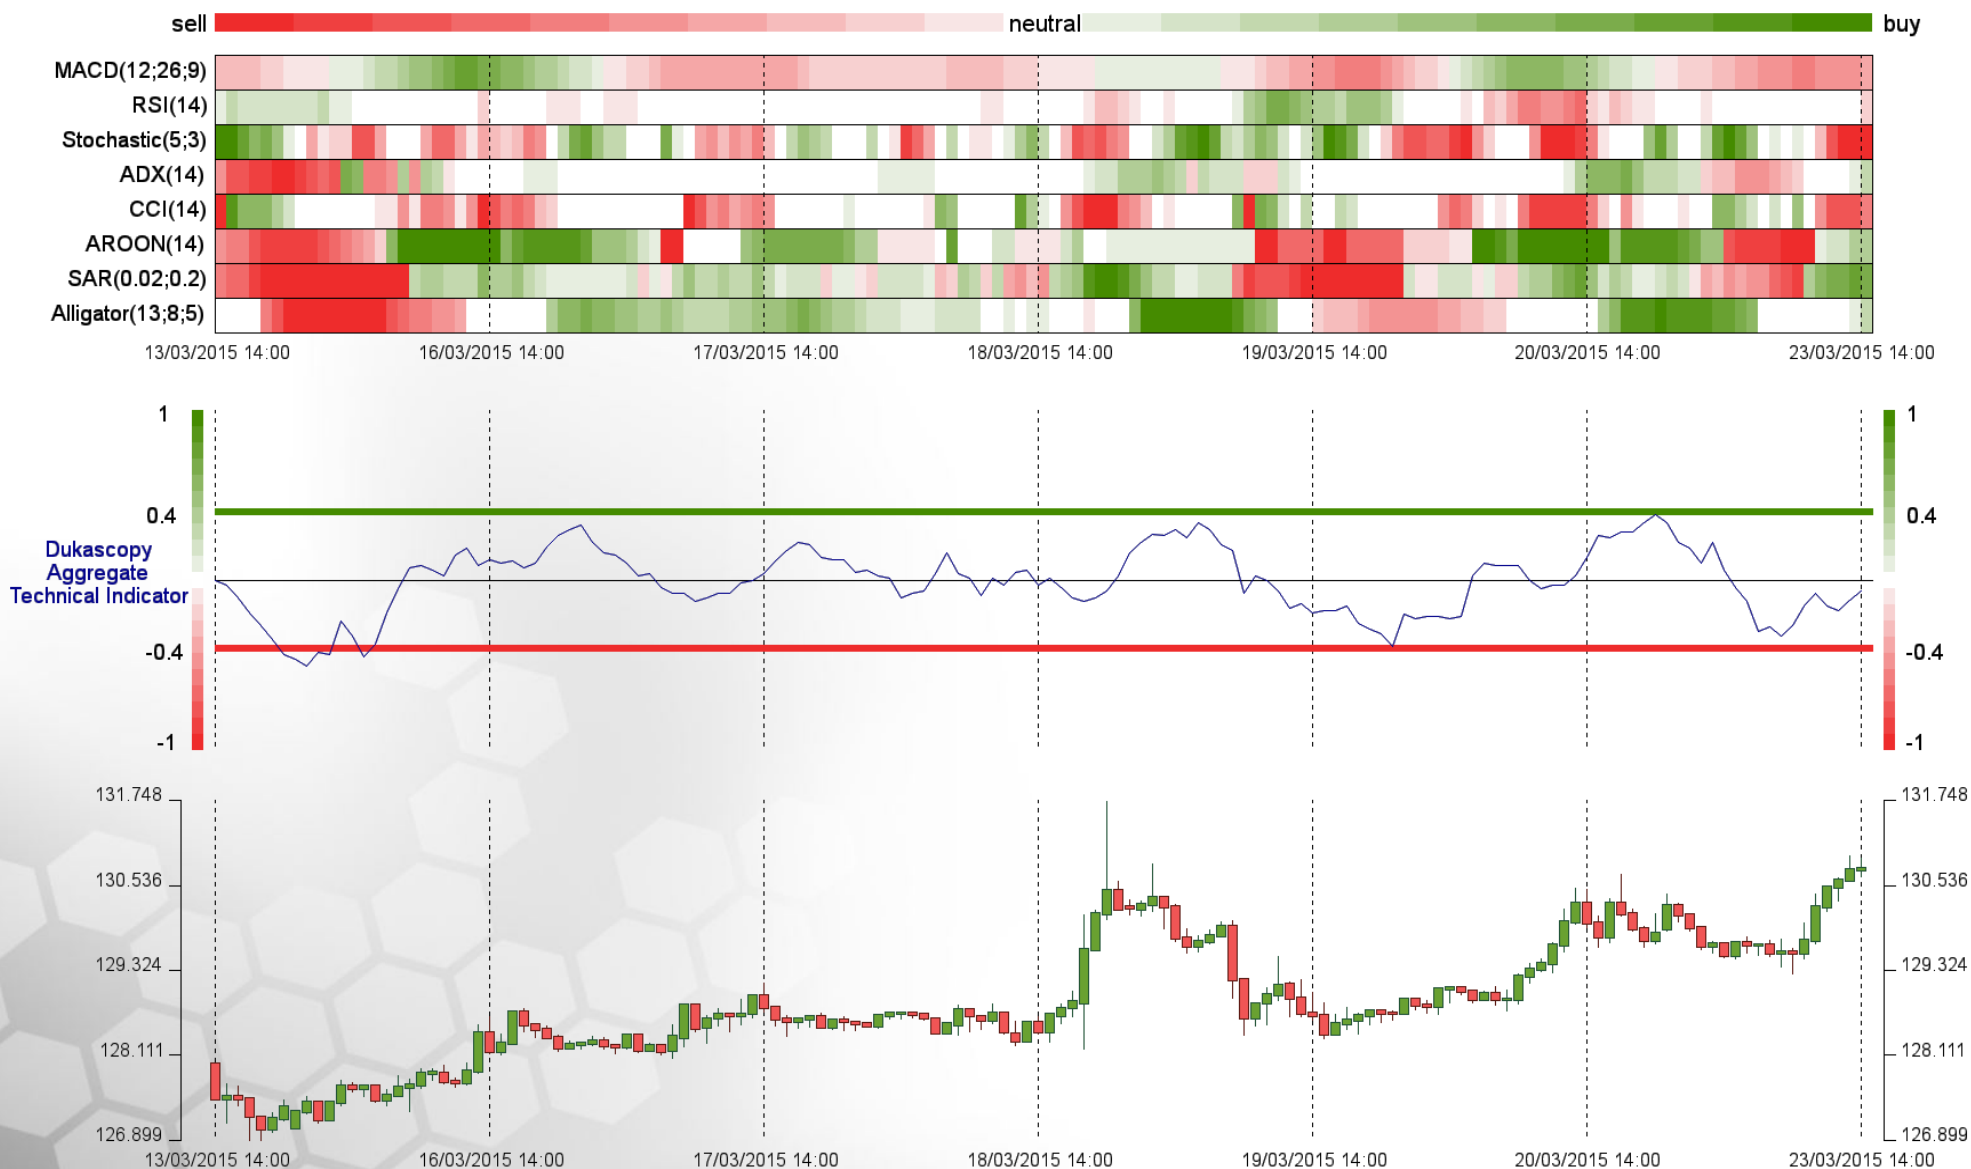 sell neutral buy
MACD(12;26;9)
RSI(14)
Stochastic(5;3)
ADX(14)
CCI(14)
AROON(14)
SAR(0.02;0.2)
Alligator(13;8;5)
13/03/2015 14:00 16/03/2015 14:00 17/03/2015 14:00 18/03/2015 14:00 19/03/2015 14:00 20/03/2015 14:00 23/03/2015 14:00
1 1
0.4 0.4
Dukascopy
Aggregate
Technical Indicator
-0.4 -0.4
-1 -1
131.748 131.748
130.536 130.536
129.324 129.324
128.111 128.111
126.899 126.899
13/03/2015 14:00 16/03/2015 14:00 17/03/2015 14:00 18/03/2015 14:00 19/03/2015 14:00 20/03/2015 14:00 23/03/2015 14:00